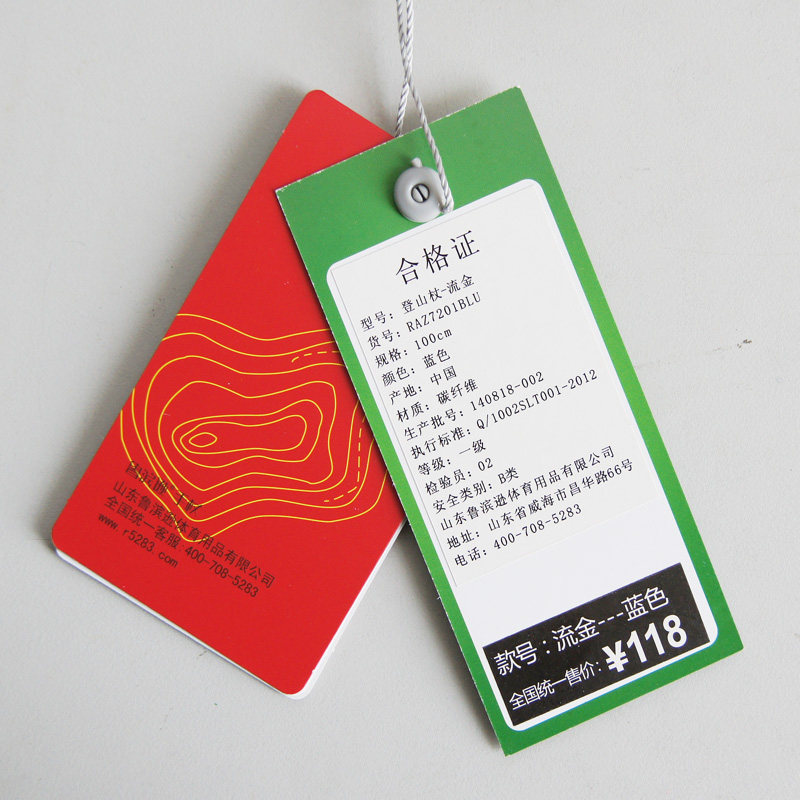 合格证
型号：登山杖-流金
货号：RAZ7201BLU
规格：100cm
颜色：蓝色
产地：中国
材质：碳纤维
生产批号：140818-002
执行标准：Q/1002SLT001-2012
等级：一级
检验员：02
安全类别：B类
山东鲁滨逊体育用品有限公司
地址：山东省威海市昌华路66号
电话：400-708-5283
款号：流金---蓝色
全国统一售价：¥118
山东鲁滨逊体育用品有限公司
全国统一客服 400-708-5283
www.r5283.com